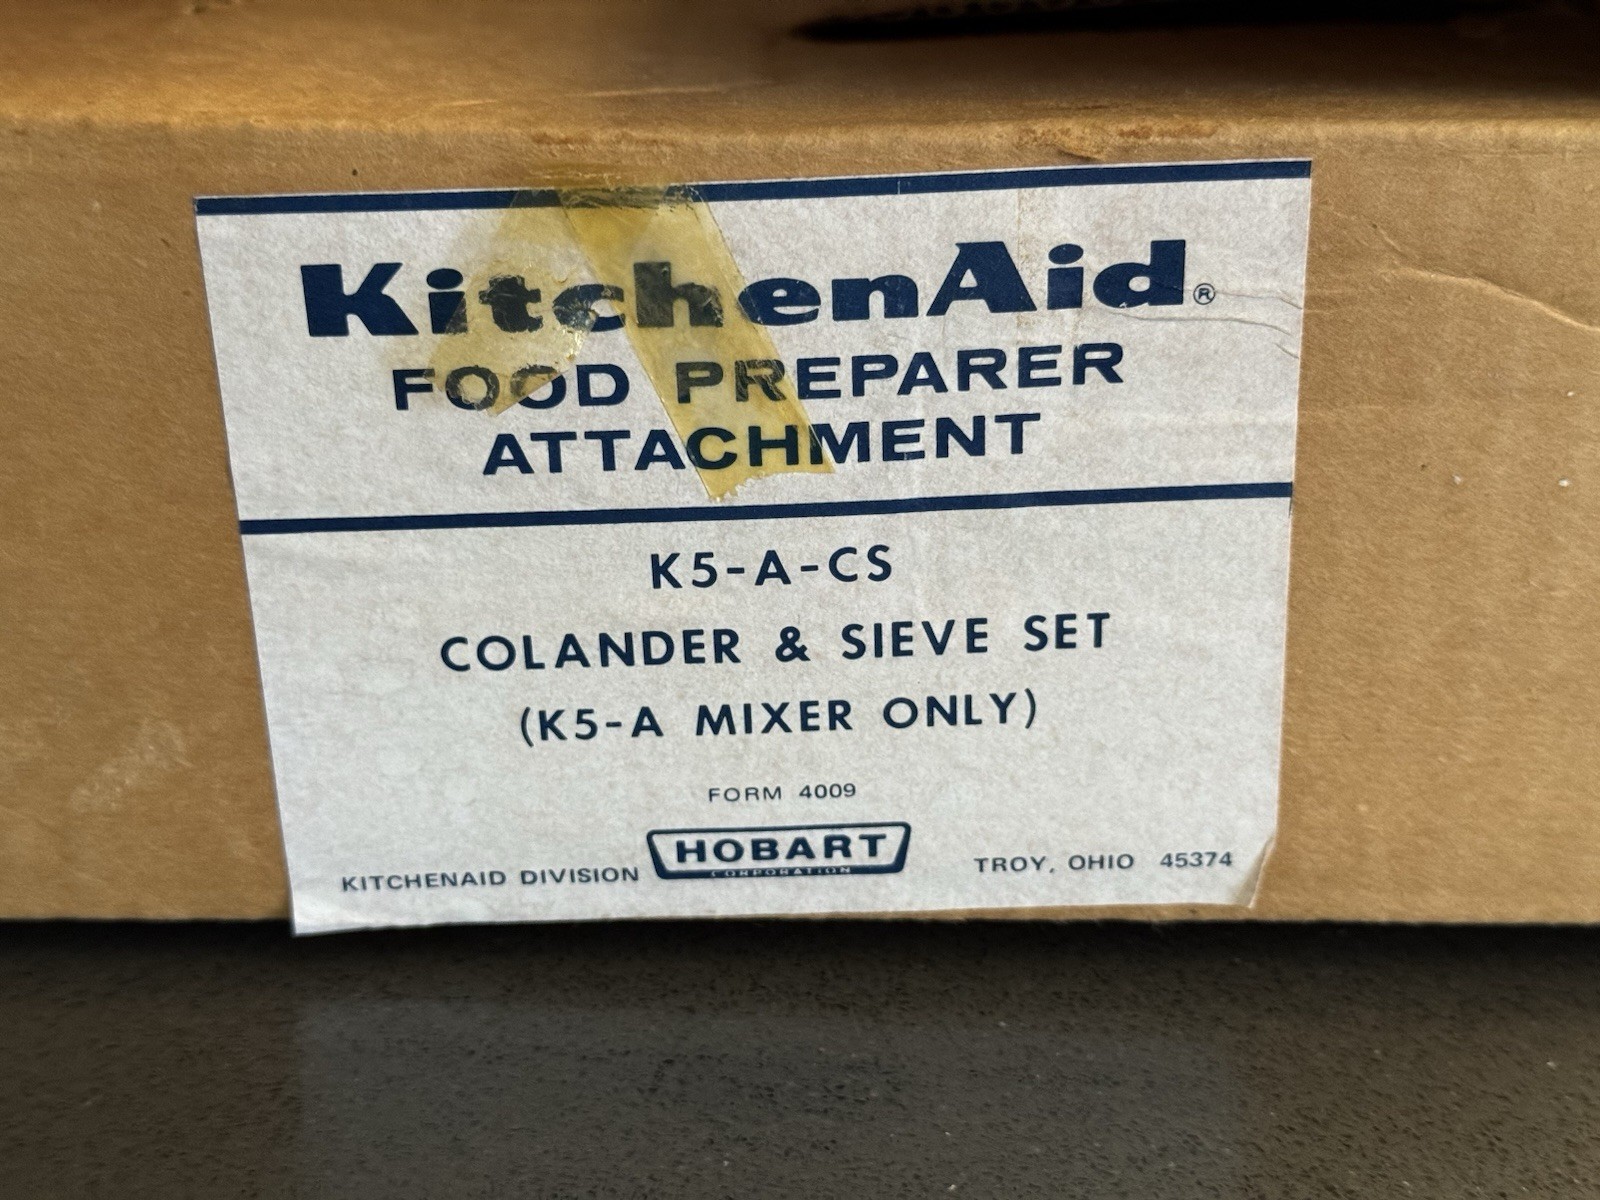 KitchenAid®
FOOD PREPARER
ATTACHMENT
K5-A-CS
COLANDER & SIEVE SET
(K5-A MIXER ONLY)
FORM 4009
KITCHENAID DIVISION HOBART TROY, OHIO 45374
CORPORATION